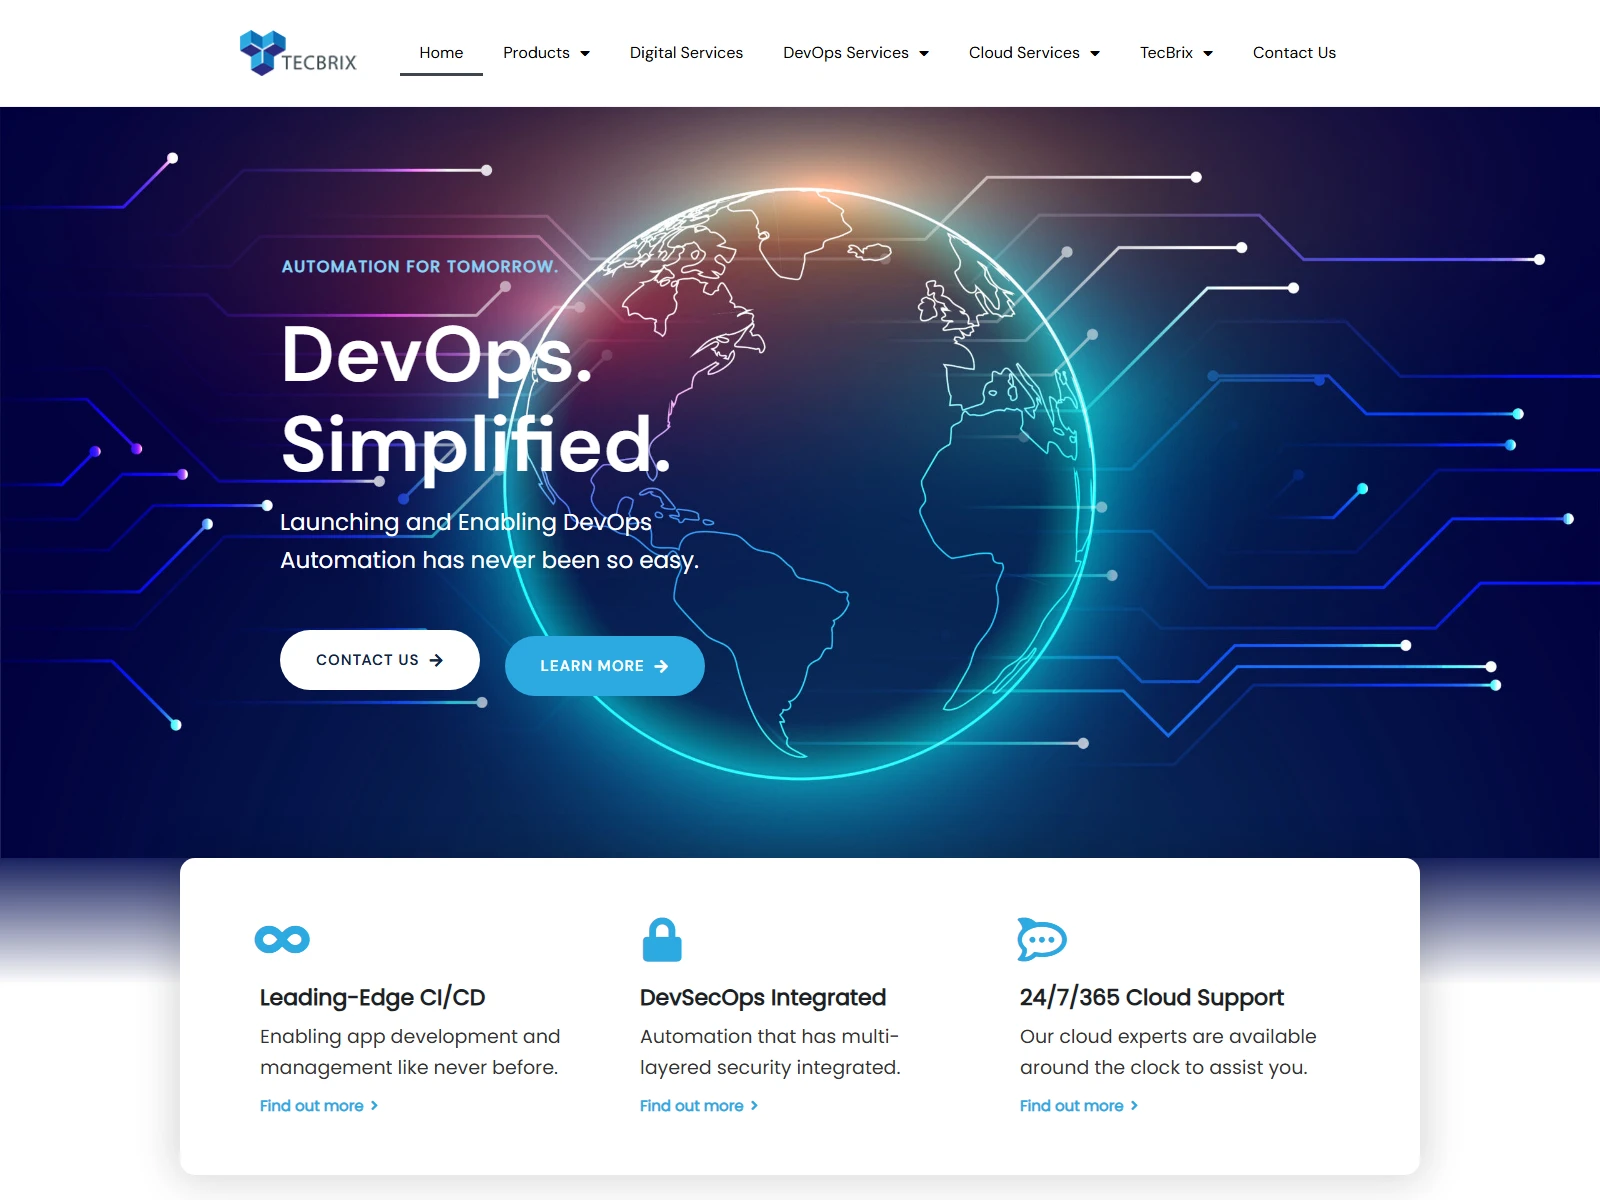 TECBRIX
Home
Products
Digital Services
DevOps Services
Cloud Services
TecBrix
Contact Us
AUTOMATION FOR TOMORROW.
DevOps.
Simplified.
Launching and Enabling DevOps
Automation has never been so easy.
CONTACT US
LEARN MORE
Leading-Edge CI/CD
Enabling app development and
management like never before.
Find out more
DevSecOps Integrated
Automation that has multi-
layered security integrated.
Find out more
24/7/365 Cloud Support
Our cloud experts are available
around the clock to assist you.
Find out more